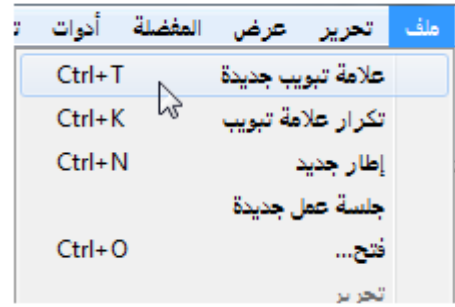 ملف تحرير عرض المفضلة أدوات
علامة تبويب جديدة Ctrl+T
تكرار علامة تبويب Ctrl+K
إطار جديد Ctrl+N
جلسة عمل جديدة
فتح... Ctrl+O
تحرير